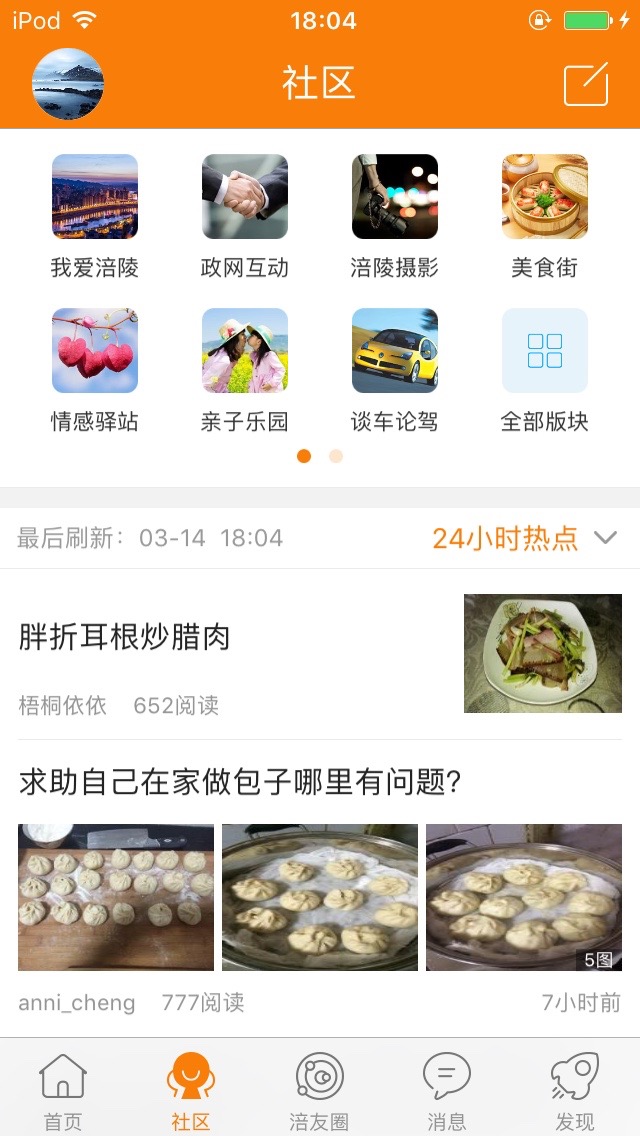 iPod 18:04
社区
我爱涪陵 政网互动 涪陵摄影 美食街
情感驿站 亲子乐园 谈车论驾 全部版块
最后刷新：03-14 18:04 24小时热点
胖折耳根炒腊肉
梧桐依依 652阅读
求助自己在家做包子哪里有问题?
5图
anni_cheng 777阅读 7小时前
首页 社区 涪友圈 消息 发现